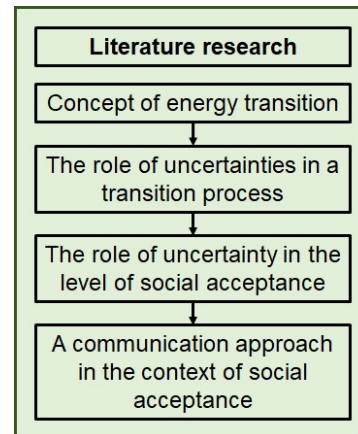 Literature research
Concept of energy transition
The role of uncertainties in a
transition process
The role of uncertainty in the
level of social acceptance
A communication approach
in the context of social
acceptance